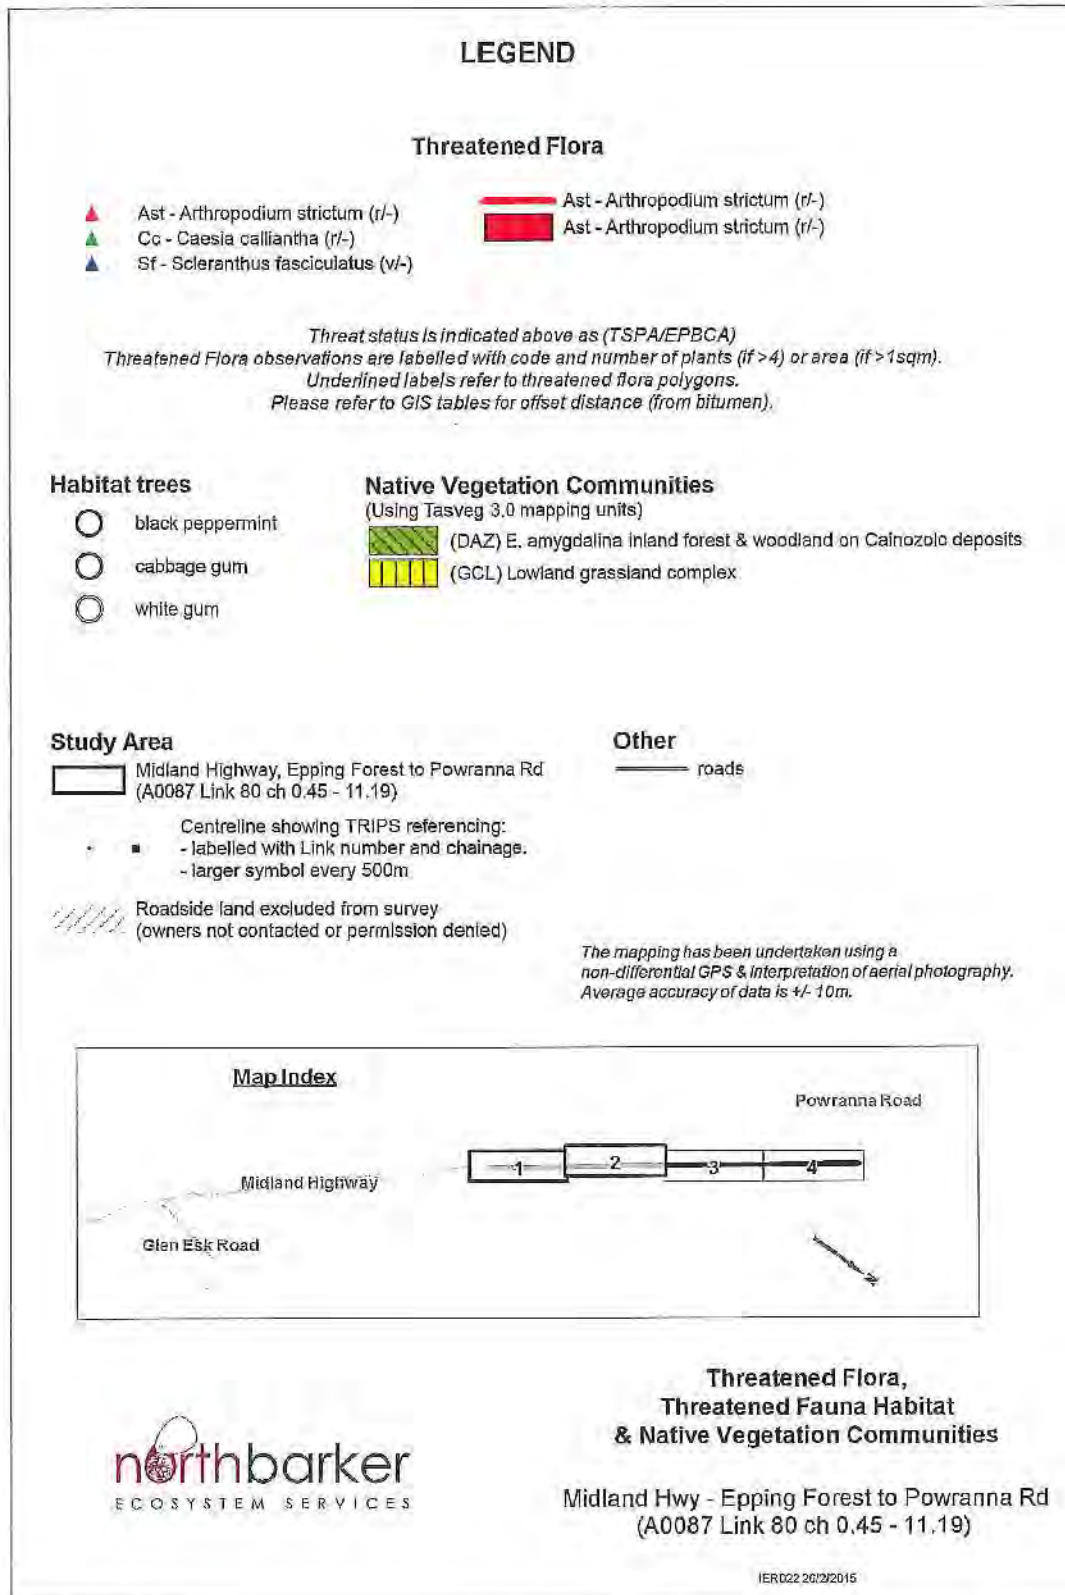 LEGEND
Threatened Flora
Ast - Arthropodium strictum (r/-)
Cc - Caesia calliantha (r/-)
Sf - Scleranthus fasciculatus (v/-)
Ast - Arthropodium strictum (r/-)
Ast - Arthropodium strictum (r/-)
Threat status is indicated above as (TSPA/EPBCA)
Threatened Flora observations are labelled with code and number of plants (if >4) or area (if >1sqm).
Underlined labels refer to threatened flora polygons.
Please refer to GIS tables for offset distance (from bitumen).
Habitat trees
black peppermint
cabbage gum
white gum
Native Vegetation Communities
(Using Tasveg 3.0 mapping units)
(DAZ) E. amygdalina inland forest & woodland on Cainozoic deposits
(GCL) Lowland grassland complex
Study Area
Midland Highway, Epping Forest to Powranna Rd
(A0087 Link 80 ch 0.45 - 11.19)
Centreline showing TRIPS referencing:
- labelled with Link number and chainage.
- larger symbol every 500m
Roadside land excluded from survey
(owners not contacted or permission denied)
Other
roads
The mapping has been undertaken using a
non-differential GPS & interpretation of aerial photography.
Average accuracy of data is +/- 10m.
Map Index
Powranna Road
1 2 3 4
Midland Highway
Glen Esk Road
N
northbarker
ECOSYSTEM SERVICES
Threatened Flora,
Threatened Fauna Habitat
& Native Vegetation Communities
Midland Hwy - Epping Forest to Powranna Rd
(A0087 Link 80 ch 0.45 - 11.19)
IER022 26/2/2015